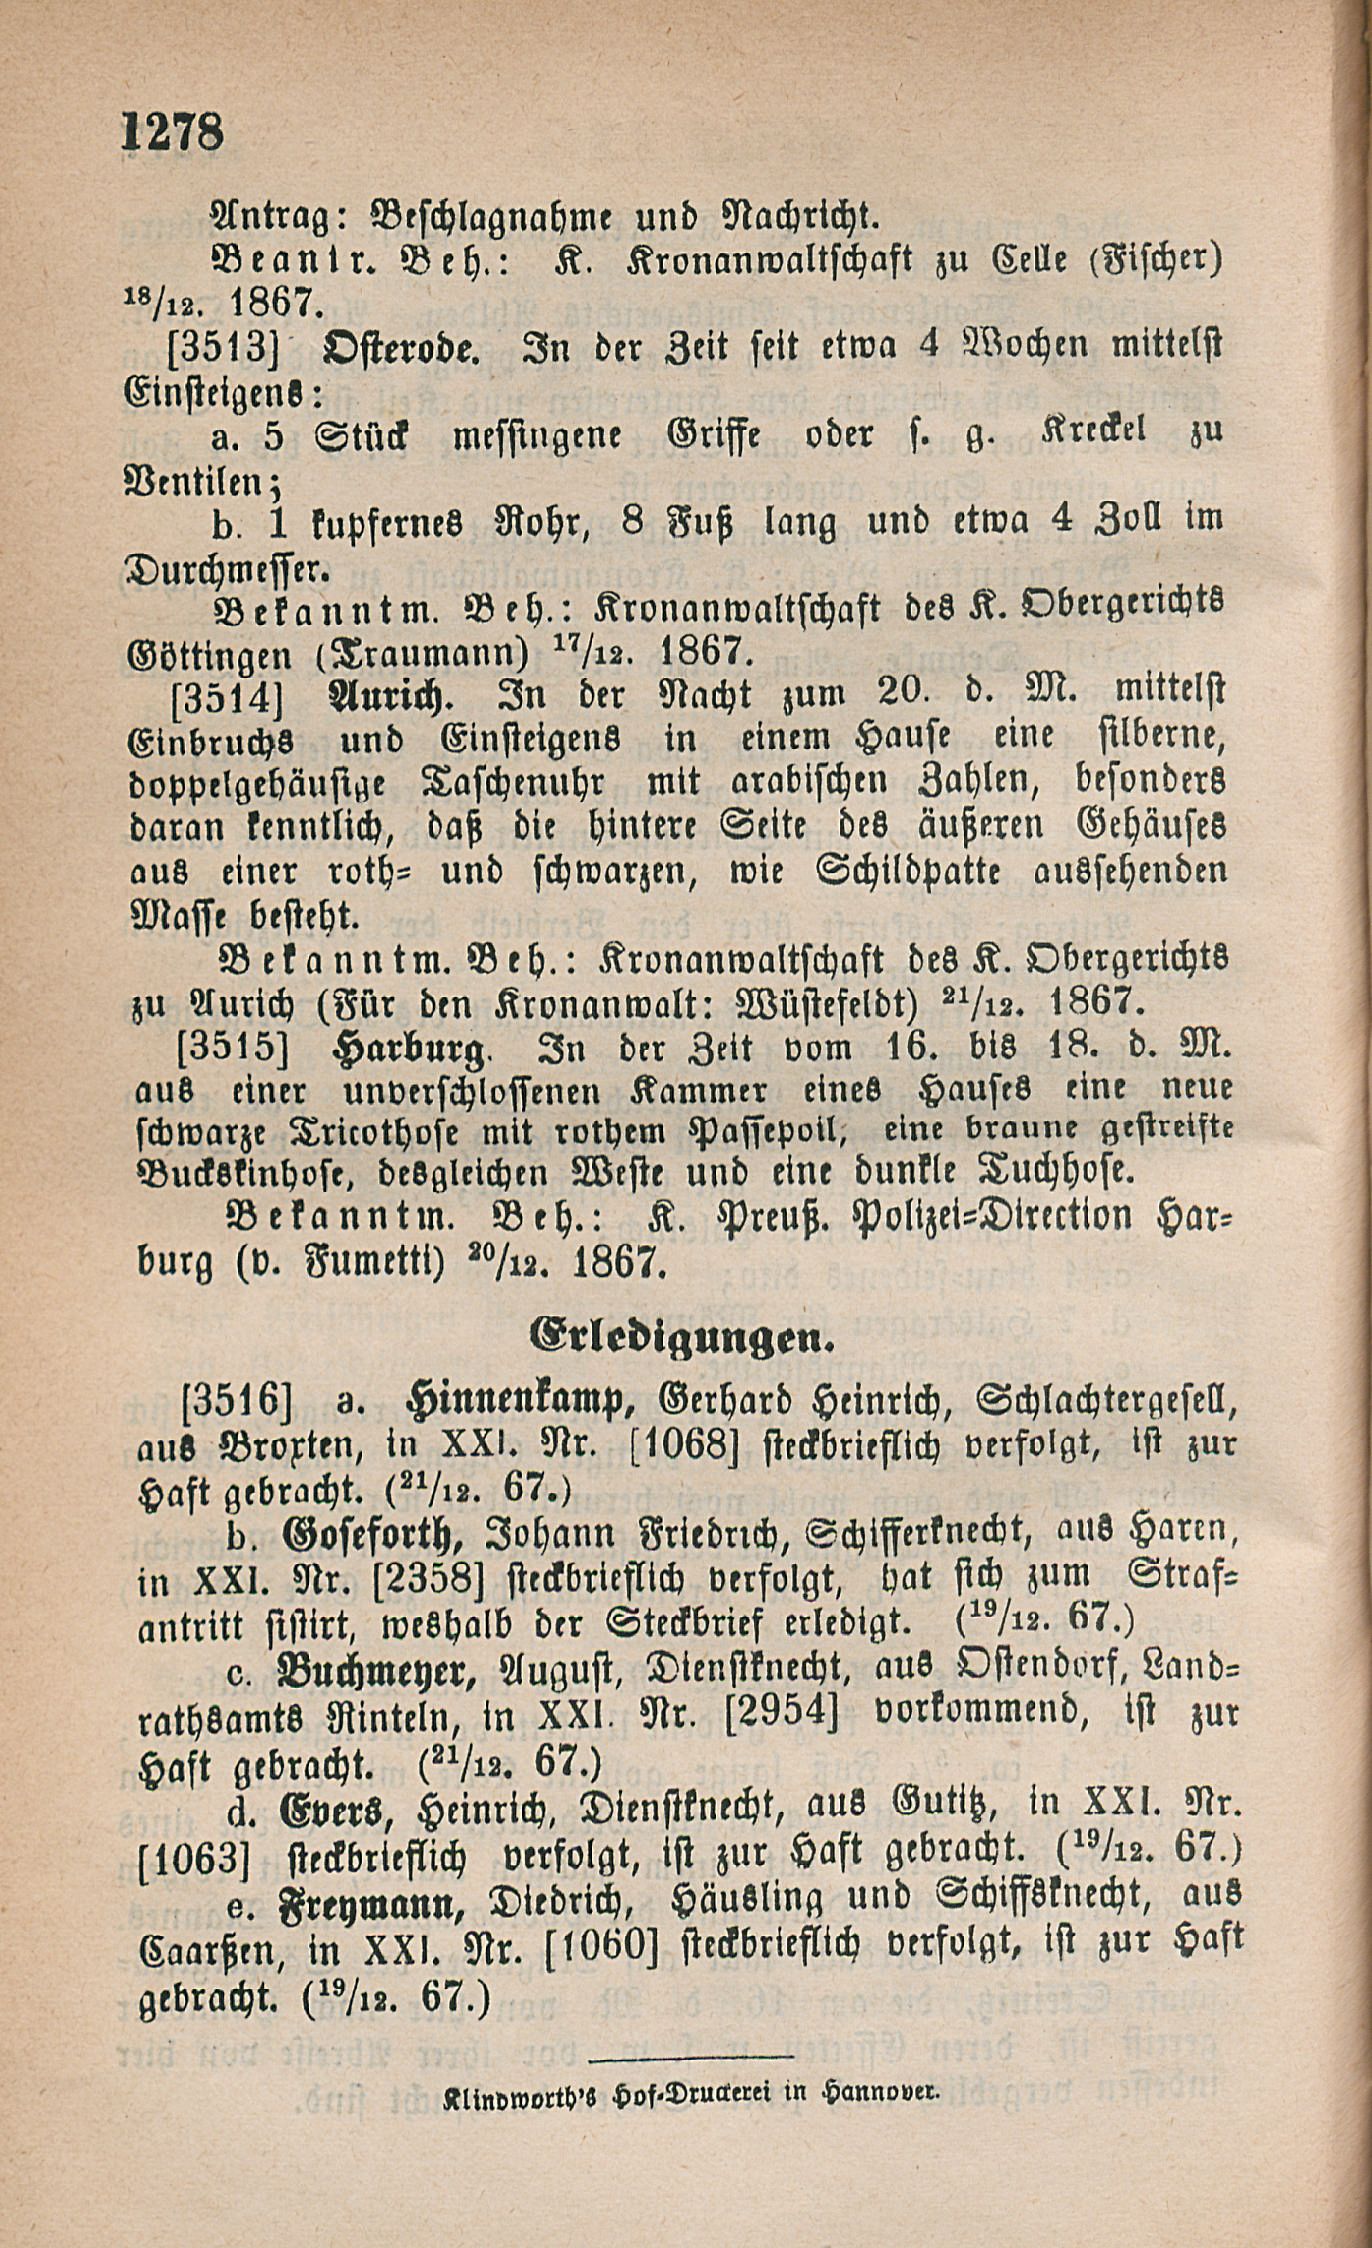 1278
Antrag: Beschlagnahme und Nachricht.
Beantr. Beh.: K. Kronanwaltschaft zu Celle (Fischer)
18/12. 1867.
[3513] Osterode. In der Zeit seit etwa 4 Wochen mittelst
Einsteigens:
a. 5 Stück messingene Griffe oder s. g. Kreckel zu
Ventilen;
b. 1 kupfernes Rohr, 8 Fuß lang und etwa 4 Zoll im
Durchmesser.
Bekanntm. Beh.: Kronanwaltschaft des K. Obergerichts
Göttingen (Traumann) 17/12. 1867.
[3514] Aurich. In der Nacht zum 20. d. M. mittelst
Einbruchs und Einsteigens in einem Hause eine silberne,
doppelgehäusige Taschenuhr mit arabischen Zahlen, besonders
daran kenntlich, daß die hintere Seite des äußeren Gehäuses
aus einer roth- und schwarzen, wie Schildpatte aussehenden
Masse besteht.
Bekanntm. Beh.: Kronanwaltschaft des K. Obergerichts
zu Aurich (Für den Kronanwalt: Wüstefeldt) 21/12. 1867.
[3515] Harburg. In der Zeit vom 16. bis 18. d. M.
aus einer unverschlossenen Kammer eines Hauses eine neue
schwarze Tricothose mit rothem Passepoil, eine braune gestreifte
Buckskinhose, desgleichen Weste und eine dunkle Tuchhose.
Bekanntm. Beh.: K. Preuß. Polizei-Direction Har-
burg (v. Fumetti) 20/12. 1867.
Erledigungen.
[3516] a. Hinnenkamp, Gerhard Heinrich, Schlachtergesell,
aus Broxten, in XXI. Nr. [1068] steckbrieflich verfolgt, ist zur
Haft gebracht. (21/12. 67.)
b. Goseforth, Johann Friedrich, Schifferknecht, aus Haren,
in XXI. Nr. [2358] steckbrieflich verfolgt, hat sich zum Straf-
antritt sistirt, weshalb der Steckbrief erledigt. (19/12. 67.)
c. Buchmeyer, August, Dienstknecht, aus Ostendorf, Land-
rathsamts Rinteln, in XXI. Nr. [2954] vorkommend, ist zur
Haft gebracht. (21/12. 67.)
d. Evers, Heinrich, Dienstknecht, aus Gutitz, in XXI. Nr.
[1063] steckbrieflich verfolgt, ist zur Haft gebracht. (19/12. 67.)
e. Freymann, Diedrich, Häusling und Schiffsknecht, aus
Caarßen, in XXI. Nr. [1060] steckbrieflich verfolgt, ist zur Haft
gebracht. (19/12. 67.)
Klindworth's Hof-Druckerei in Hannover.